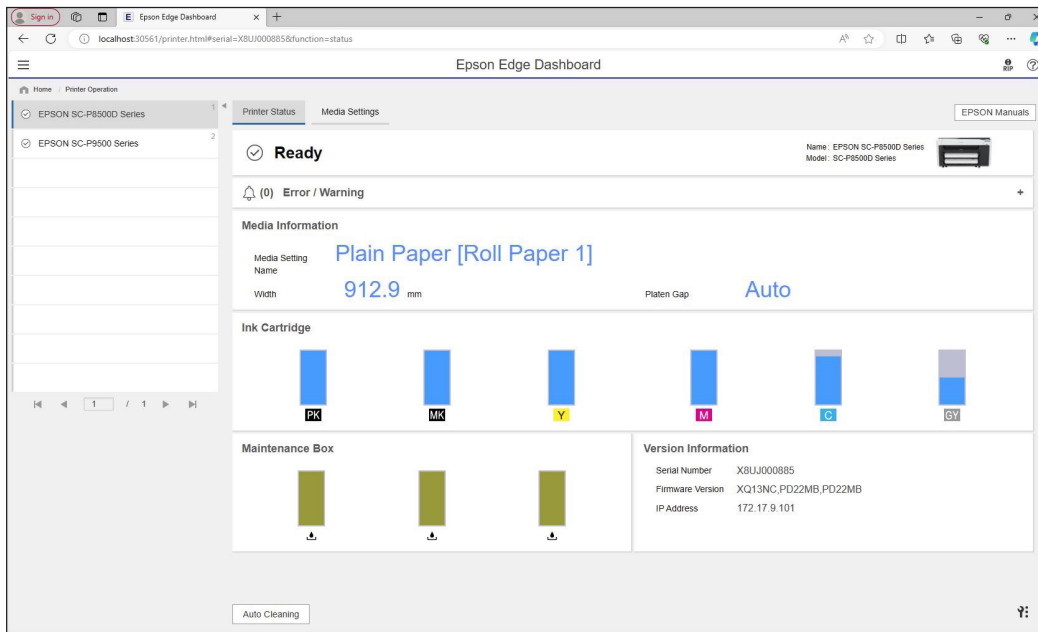 Sign in
Epson Edge Dashboard
localhost:30561/printer.html#serial=X8UJ000885&function=status
Epson Edge Dashboard
RIP
Home / Printer Operation
EPSON SC-P8500D Series 1
EPSON SC-P9500 Series 2
1 / 1
Printer Status Media Settings
EPSON Manuals
Ready
Name : EPSON SC-P8500D Series
Model : SC-P8500D Series
(0) Error / Warning +
Media Information
Media Setting Name Plain Paper [Roll Paper 1]
Width 912.9 mm Platen Gap Auto
Ink Cartridge
PK MK Y M C GY
Maintenance Box
Version Information
Serial Number X8UJ000885
Firmware Version XQ13NC,PD22MB,PD22MB
IP Address 172.17.9.101
Auto Cleaning